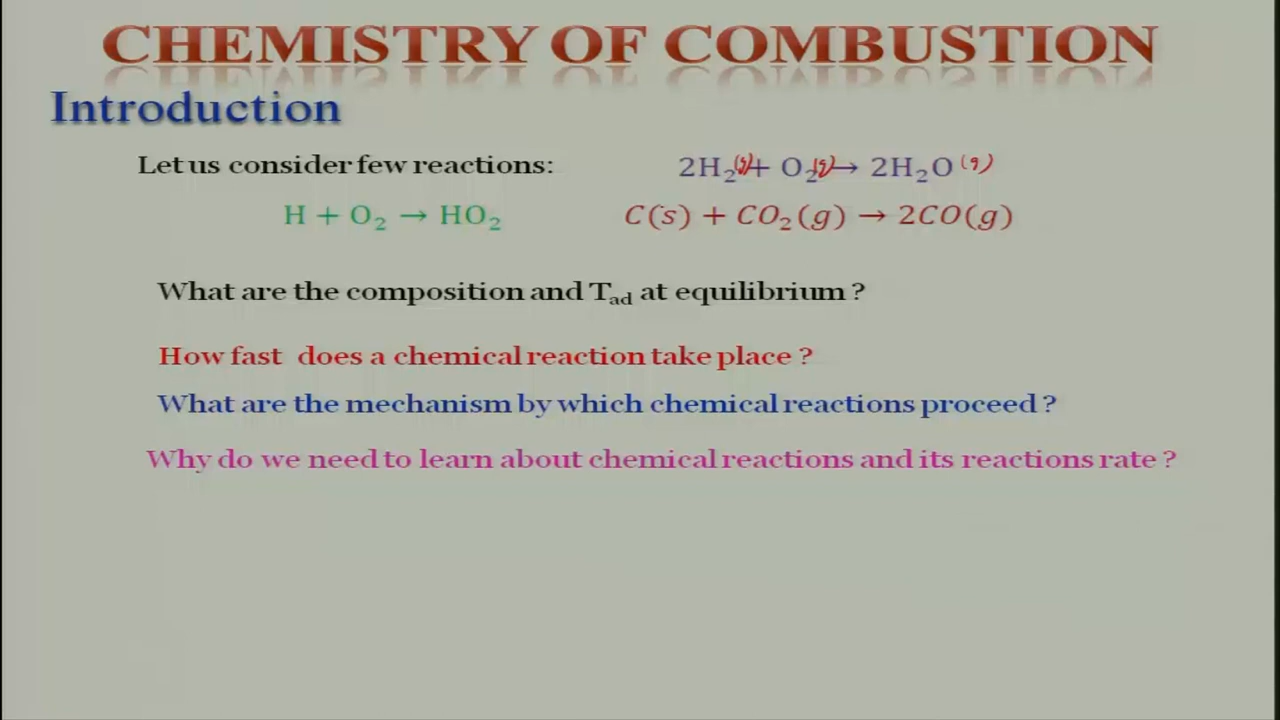 CHEMISTRY OF COMBUSTION
Introduction
Let us consider few reactions: 2H₂(g) + O₂(g) → 2H₂O (g)
H + O₂ → HO₂ C(s) + CO₂(g) → 2CO(g)
What are the composition and Tad at equilibrium ?
How fast does a chemical reaction take place ?
What are the mechanism by which chemical reactions proceed ?
Why do we need to learn about chemical reactions and its reactions rate ?